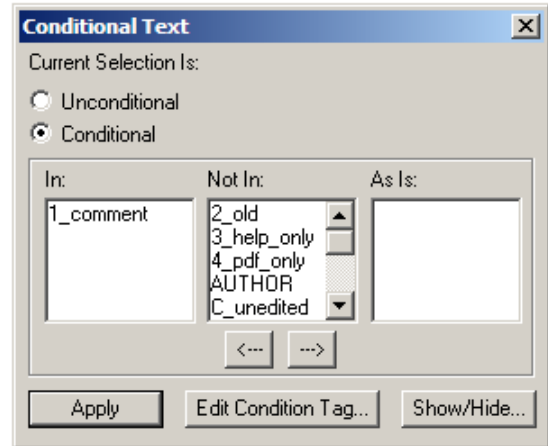 Conditional Text
Current Selection Is:
Unconditional
Conditional
In:
Not In:
As Is:
1_comment
2_old
3_help_only
4_pdf_only
AUTHOR
C_unedited
<---
--->
Apply
Edit Condition Tag...
Show/Hide...